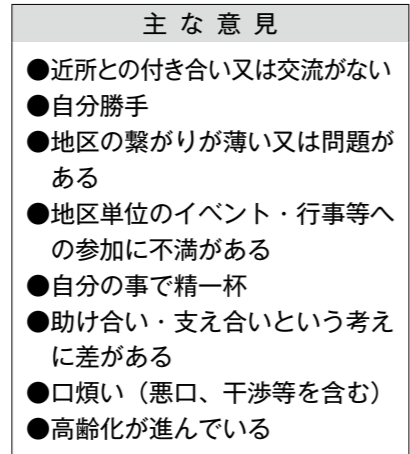 主な意見
●近所との付き合い又は交流がない
●自分勝手
●地区の繋がりが薄い又は問題が
ある
●地区単位のイベント・行事等へ
の参加に不満がある
●自分の事で精一杯
●助け合い・支え合いという考え
に差がある
●口煩い（悪口、干渉等を含む）
●高齢化が進んでいる